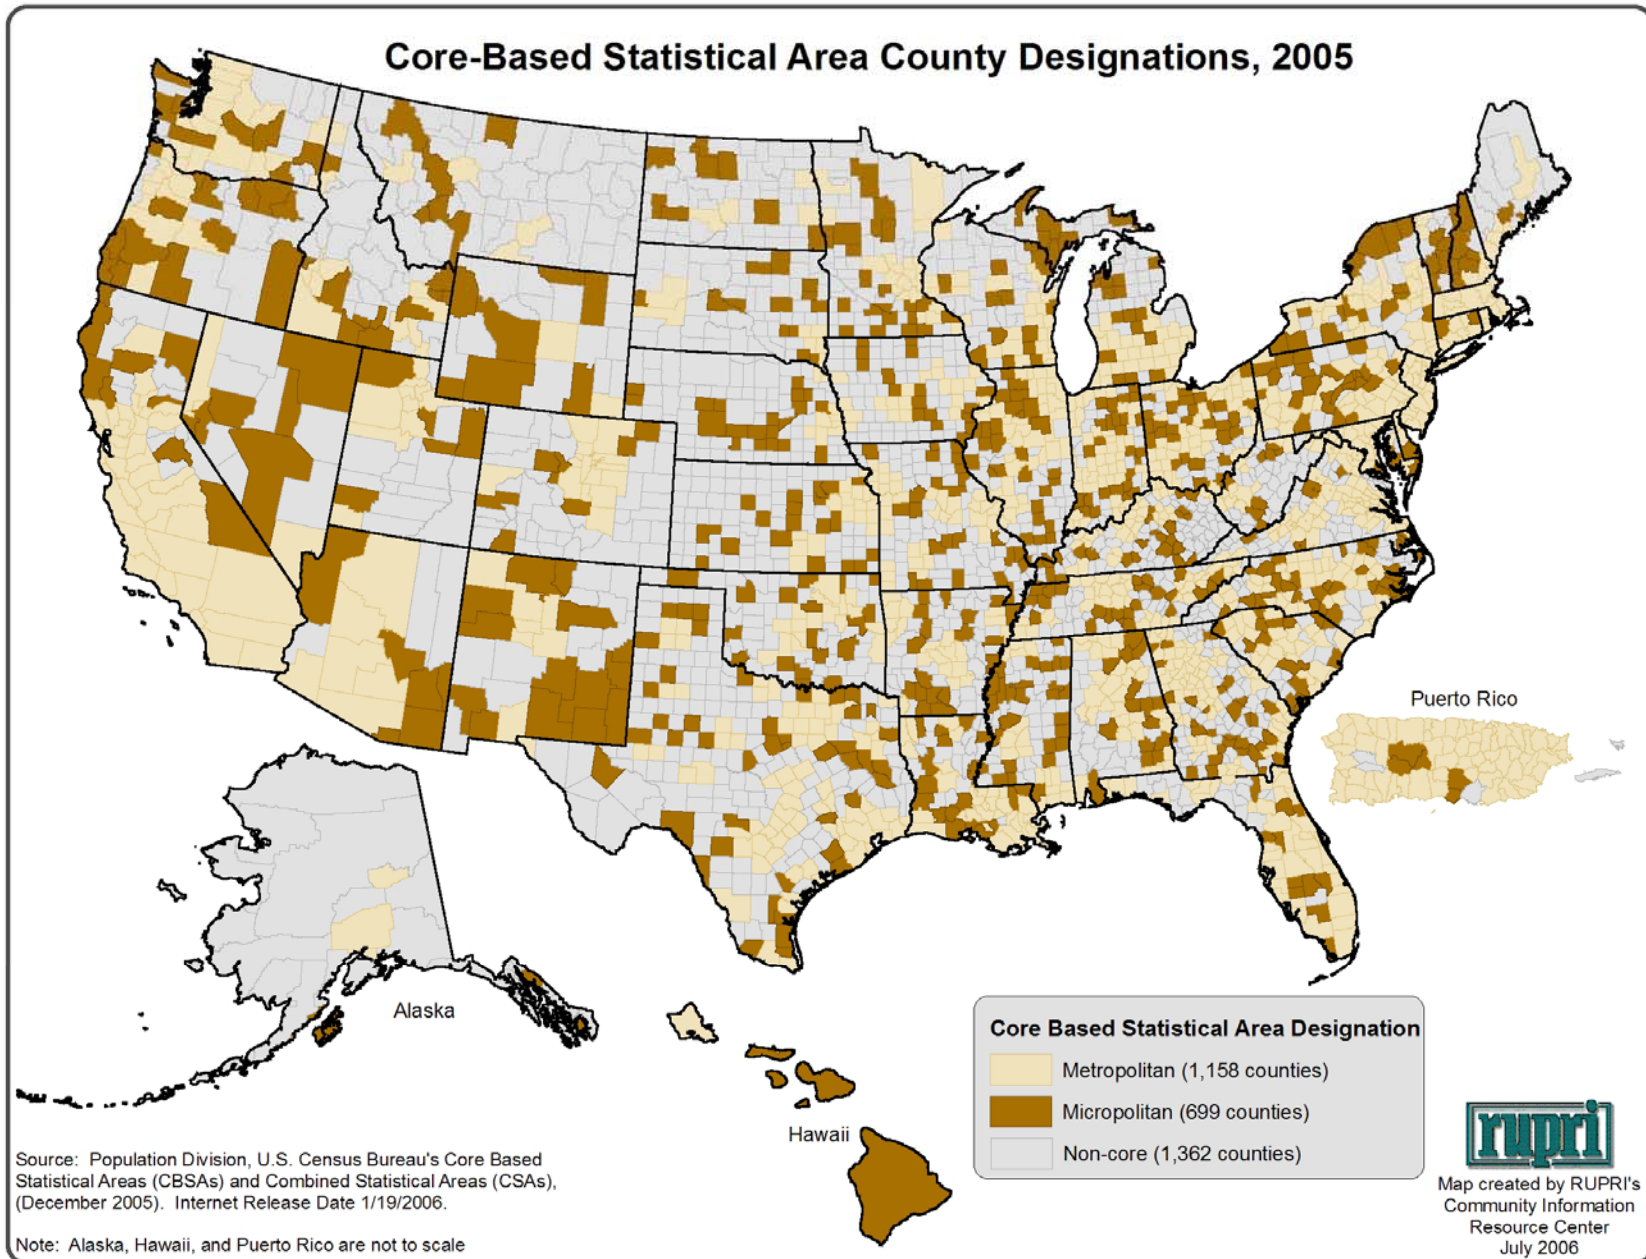 Core-Based Statistical Area County Designations, 2005
Puerto Rico
Alaska
Hawaii
Core Based Statistical Area Designation
Metropolitan (1,158 counties)
Micropolitan (699 counties)
Non-core (1,362 counties)
Source:  Population Division, U.S. Census Bureau's Core Based
Statistical Areas (CBSAs) and Combined Statistical Areas (CSAs),
(December 2005).  Internet Release Date 1/19/2006.
Note:  Alaska, Hawaii, and Puerto Rico are not to scale
rupri
Map created by RUPRI's
Community Information
Resource Center
July 2006